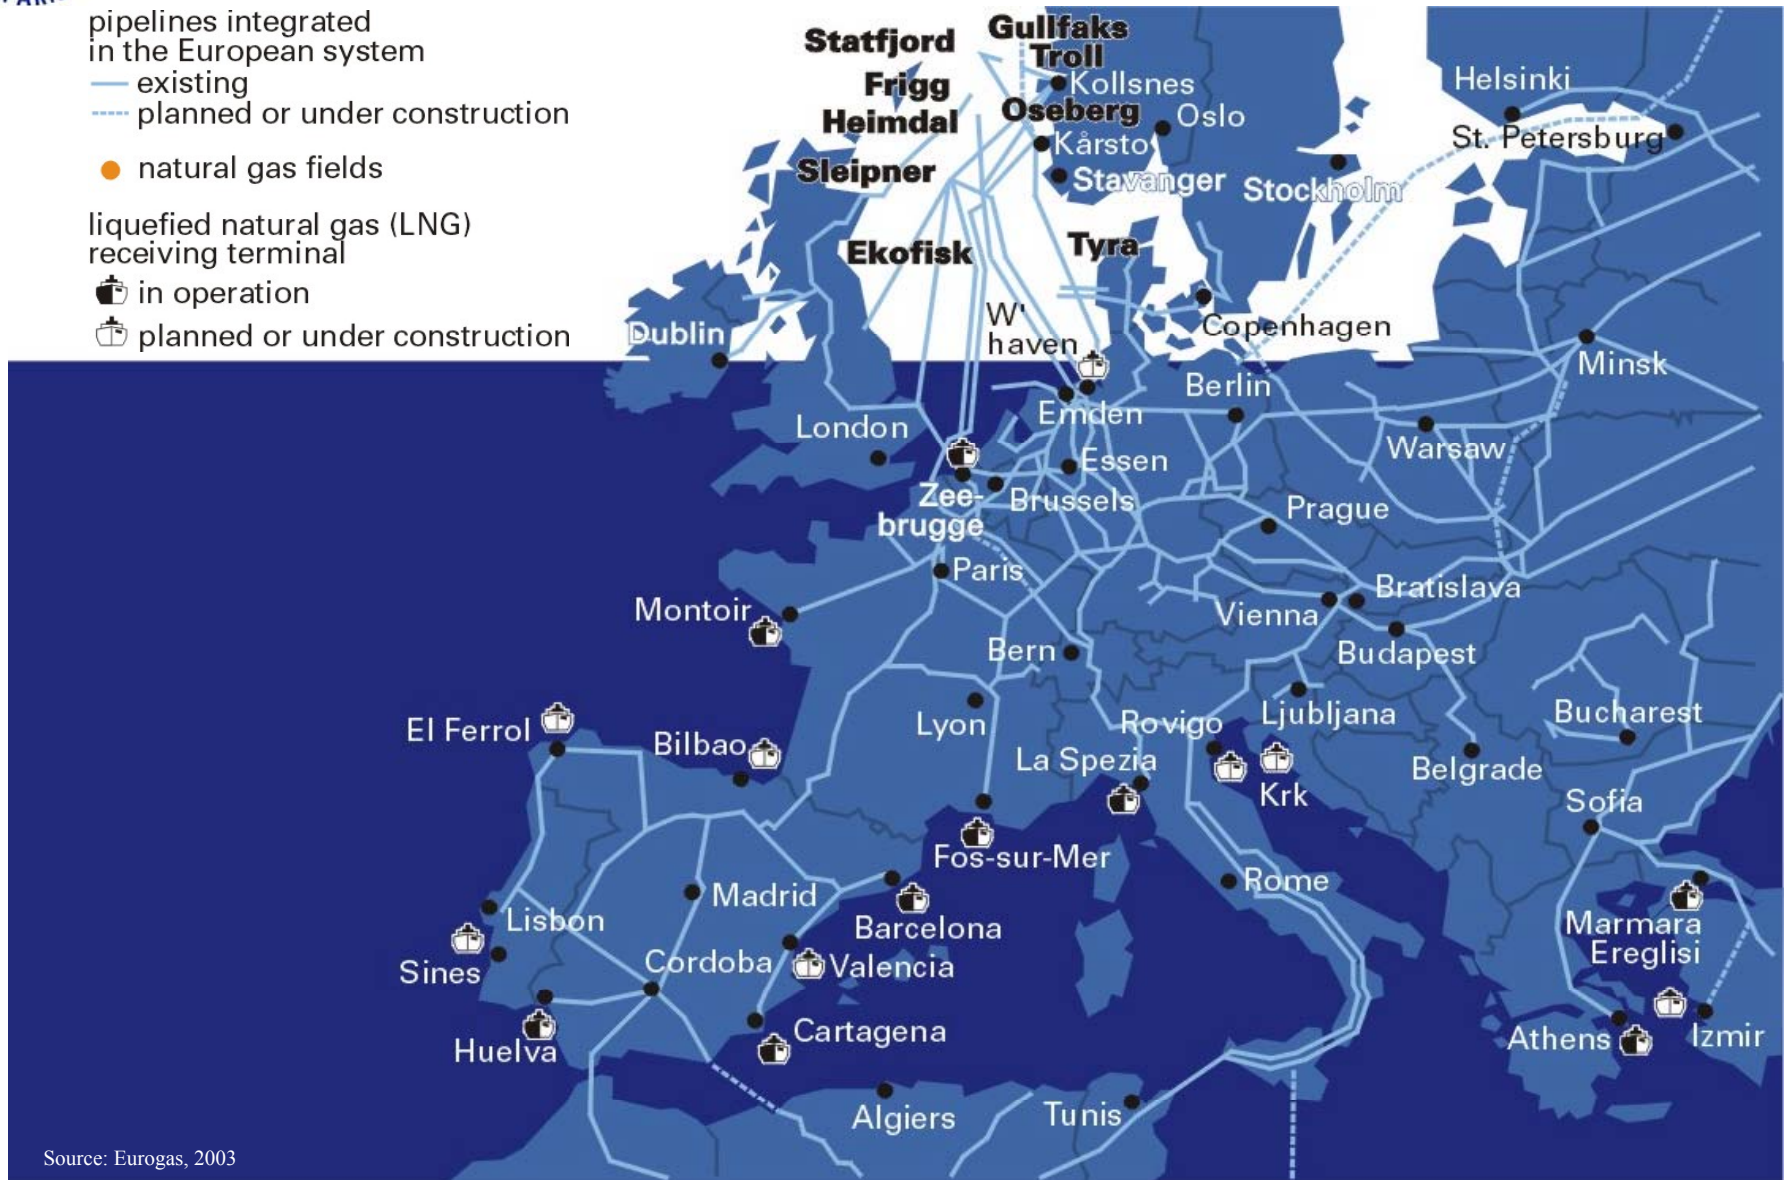 pipelines integrated
in the European system
existing
planned or under construction
natural gas fields
liquefied natural gas (LNG)
receiving terminal
in operation
planned or under construction
Statfjord
Gullfaks
Troll
Frigg
Kollsnes
Heimdal
Oseberg
Oslo
Kårsto
Sleipner
Stavanger
Stockholm
Helsinki
St. Petersburg
Ekofisk
Tyra
W'
haven
Copenhagen
Dublin
Minsk
Berlin
Emden
London
Warsaw
Essen
Zee-
brugge
Brussels
Prague
Paris
Bratislava
Montoir
Vienna
Bern
Budapest
El Ferrol
Bilbao
Lyon
Rovigo
Ljubljana
Bucharest
La Spezia
Belgrade
Krk
Sofia
Fos-sur-Mer
Rome
Madrid
Lisbon
Barcelona
Marmara
Ereglisi
Cordoba
Valencia
Sines
Cartagena
Huelva
Athens
Izmir
Algiers
Tunis
Source: Eurogas, 2003